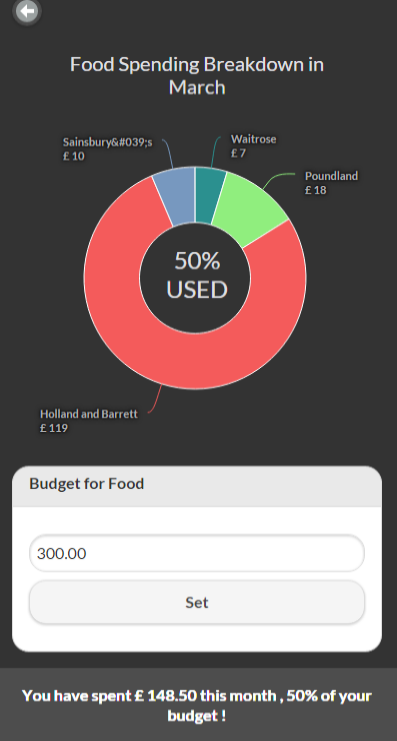 Food Spending Breakdown in
March
Sainsbury&#039;s
£ 10
Waitrose
£ 7
Poundland
£ 18
50%
USED
Holland and Barrett
£ 119
Budget for Food
300.00
Set
You have spent £ 148.50 this month , 50% of your
budget !